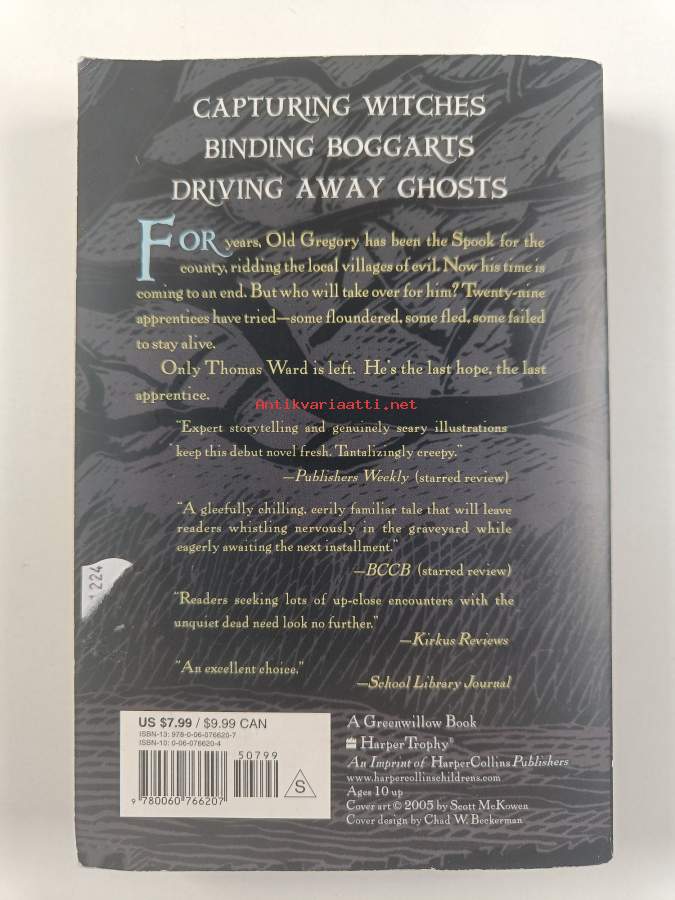 CAPTURING WITCHES
BINDING BOGGARTS
DRIVING AWAY GHOSTS
FOR years, Old Gregory has been the Spook for the
county, ridding the local villages of evil. Now his time is
coming to an end. But who will take over for him? Twenty-nine
apprentices have tried—some floundered, some fled, some failed
to stay alive.
Only Thomas Ward is left. He's the last hope, the last
apprentice.
Antikvariaatti.net
"Expert storytelling and genuinely scary illustrations
keep this debut novel fresh. Tantalizingly creepy."
—Publishers Weekly (starred review)
"A gleefully chilling, eerily familiar tale that will leave
readers whistling nervously in the graveyard while
eagerly awaiting the next installment."
—BCCB (starred review)
1224
"Readers seeking lots of up-close encounters with the
unquiet dead need look no further."
—Kirkus Reviews
"An excellent choice."
—School Library Journal
US $7.99 / $9.99 CAN
ISBN-13: 978-0-06-076620-7
ISBN-10: 0-06-076620-4
50799
9 780060 766207
S
A Greenwillow Book
HarperTrophy®
An Imprint of HarperCollinsPublishers
www.harpercollinschildrens.com
Ages 10 up
Cover art © 2005 by Scott McKowen
Cover design by Chad W. Beckerman